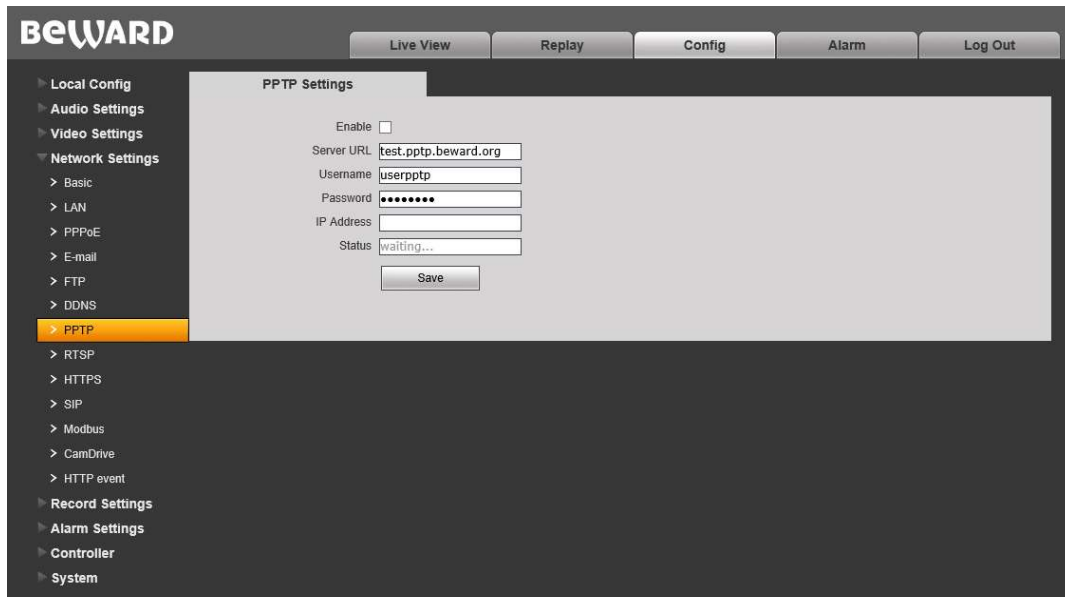 BEWARD
Live View Replay Config Alarm Log Out
Local Config
Audio Settings
Video Settings
Network Settings
> Basic
> LAN
> PPPoE
> E-mail
> FTP
> DDNS
> PPTP
> RTSP
> HTTPS
> SIP
> Modbus
> CamDrive
> HTTP event
Record Settings
Alarm Settings
Controller
System
PPTP Settings
Enable
Server URL test.pptp.beward.org
Username userpptp
Password ••••••••
IP Address
Status waiting...
Save